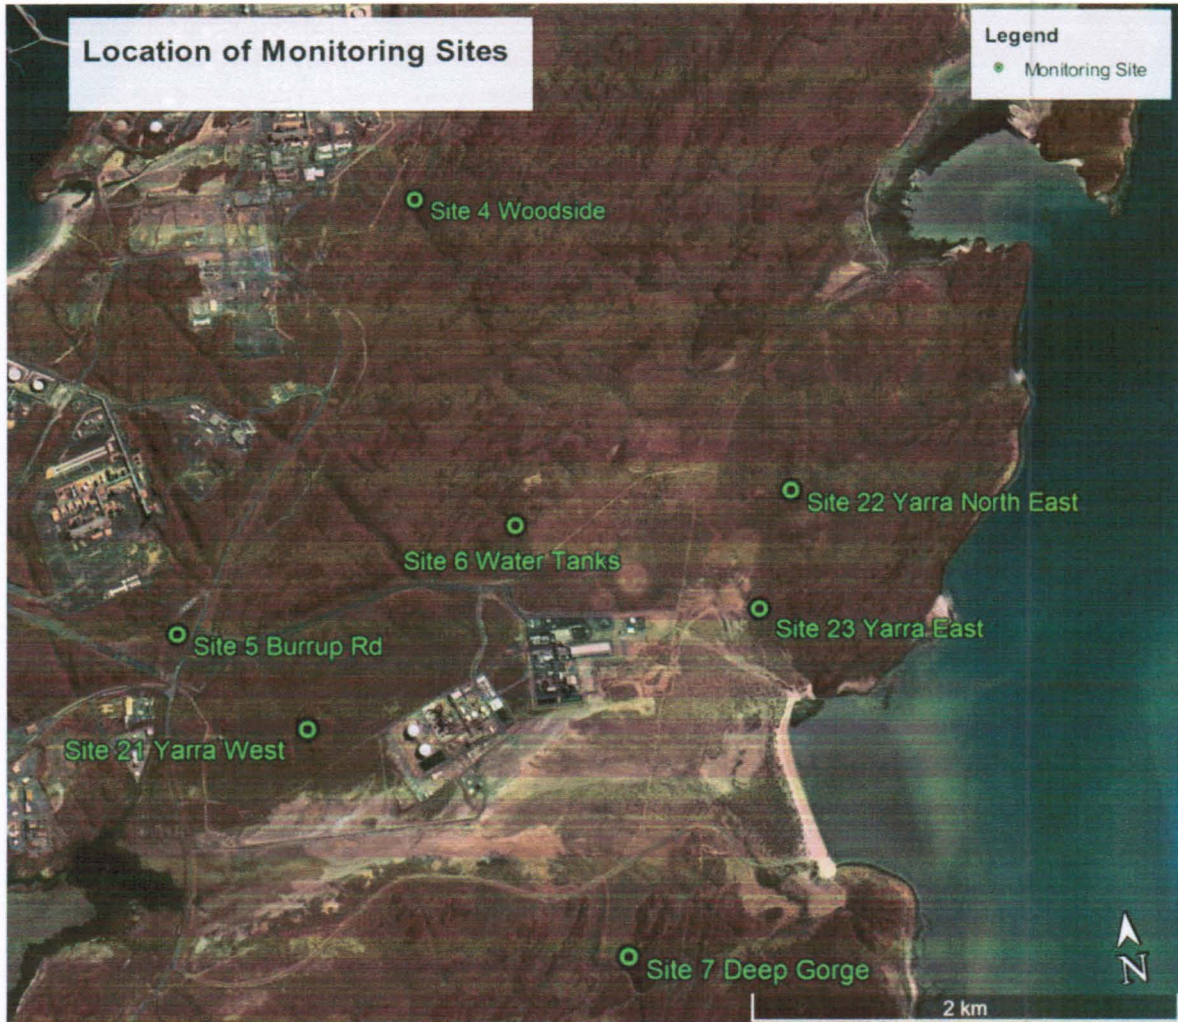 Location of Monitoring Sites
Legend
Monitoring Site
Site 4 Woodside
Site 22 Yarra North East
Site 6 Water Tanks
Site 23 Yarra East
Site 5 Burrup Rd
Site 21 Yarra West
Site 7 Deep Gorge
N
2 km